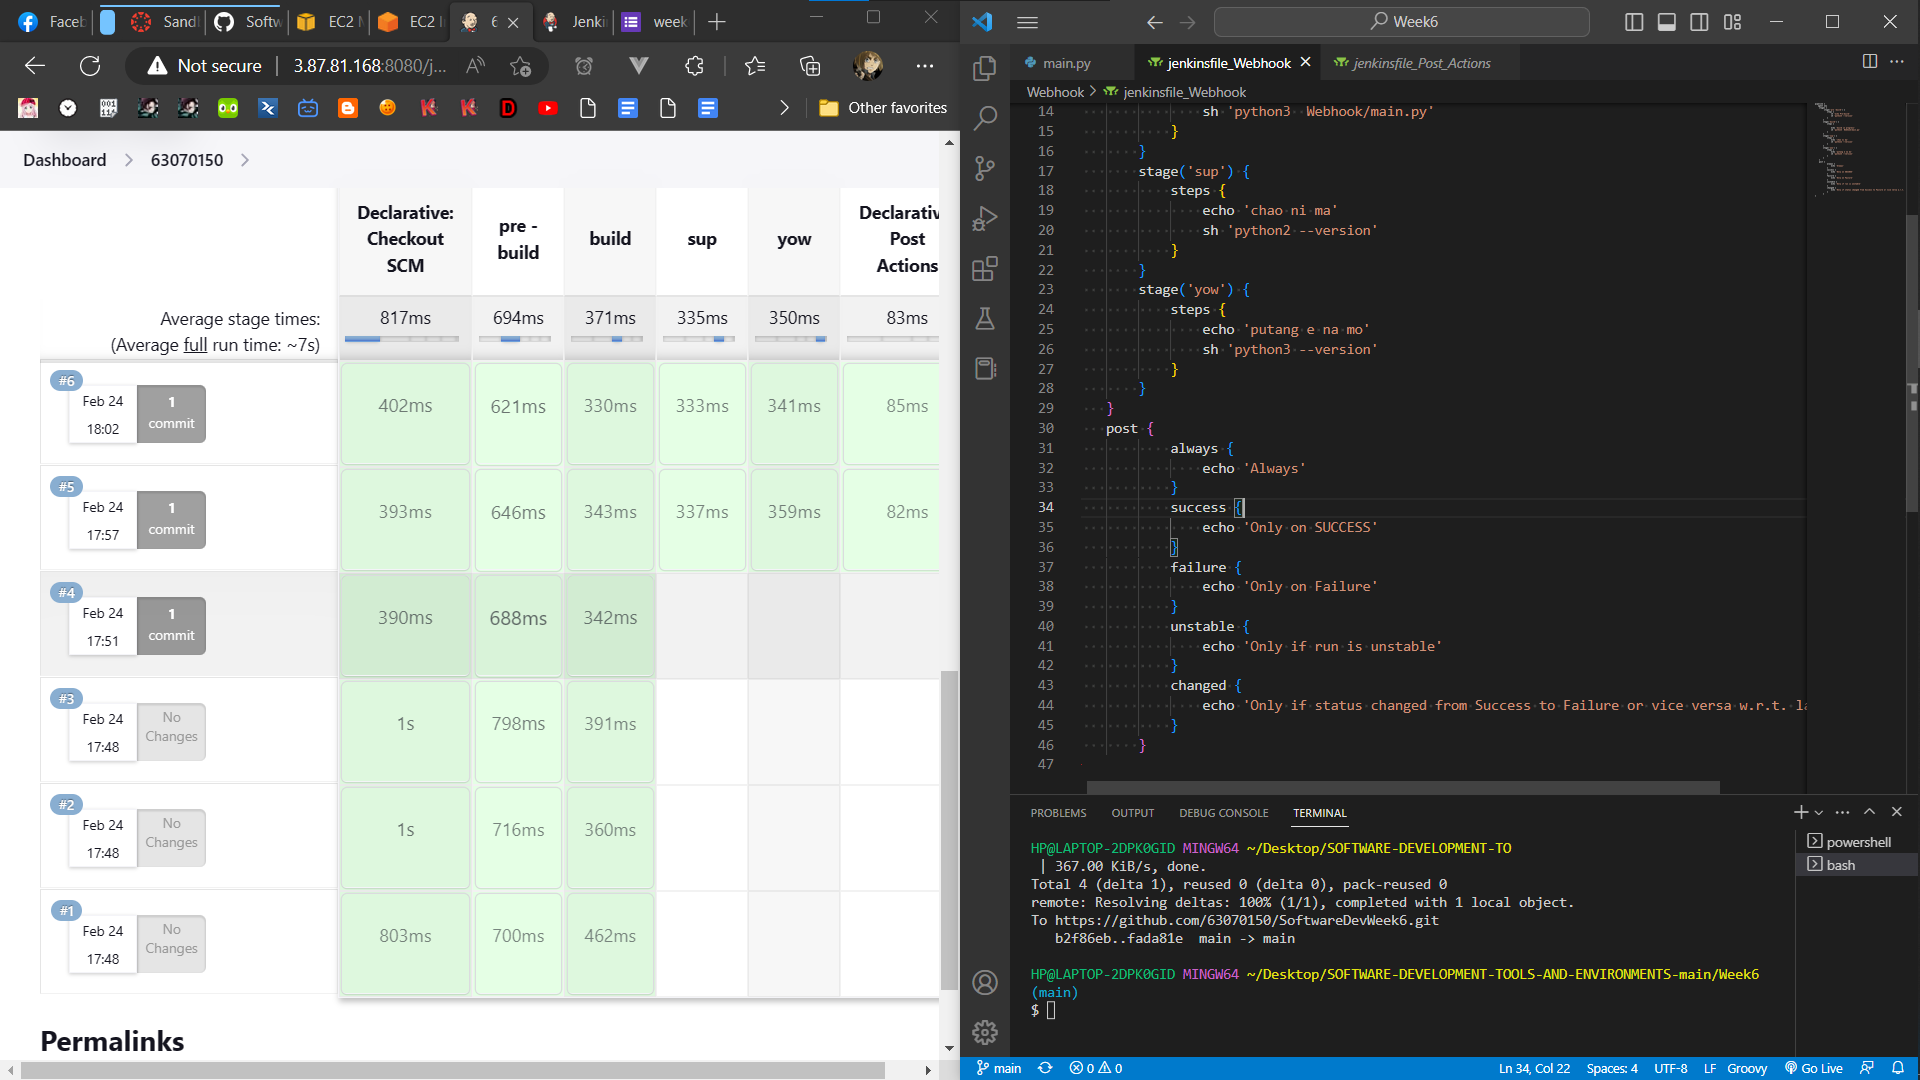 Faceb
Sandl
Softw
EC2 M
EC2 I
6
Jenki
week
Not secure
3.87.81.168:8080/j...
Other favorites
Dashboard
63070150
Declarative: Checkout SCM
pre - build
build
sup
yow
Declarativ Post Actions
Average stage times:
(Average full run time: ~7s)
817ms
694ms
371ms
335ms
350ms
83ms
#6
Feb 24
18:02
1 commit
402ms
621ms
330ms
333ms
341ms
85ms
#5
Feb 24
17:57
1 commit
393ms
646ms
343ms
337ms
359ms
82ms
#4
Feb 24
17:51
1 commit
390ms
688ms
342ms
#3
Feb 24
17:48
No Changes
1s
798ms
391ms
#2
Feb 24
17:48
No Changes
1s
716ms
360ms
#1
Feb 24
17:48
No Changes
803ms
700ms
462ms
Permalinks
Week6
main.py
jenkinsfile_Webhook
jenkinsfile_Post_Actions
Webhook > jenkinsfile_Webhook
14 sh 'python3 Webhook/main.py'
15 }
16 }
17 stage('sup') {
18 steps {
19 echo 'chao ni ma'
20 sh 'python2 --version'
21 }
22 }
23 stage('yow') {
24 steps {
25 echo 'putang e na mo'
26 sh 'python3 --version'
27 }
28 }
29 }
30 post {
31 always {
32 echo 'Always'
33 }
34 success {
35 echo 'Only on SUCCESS'
36 }
37 failure {
38 echo 'Only on Failure'
39 }
40 unstable {
41 echo 'Only if run is unstable'
42 }
43 changed {
44 echo 'Only if status changed from Success to Failure or vice versa w.r.t. la
45 }
46 }
47
PROBLEMS
OUTPUT
DEBUG CONSOLE
TERMINAL
powershell
bash
HP@LAPTOP-2DPK0GID MINGW64 ~/Desktop/SOFTWARE-DEVELOPMENT-TO
| 367.00 KiB/s, done.
Total 4 (delta 1), reused 0 (delta 0), pack-reused 0
remote: Resolving deltas: 100% (1/1), completed with 1 local object.
To https://github.com/63070150/SoftwareDevWeek6.git
b2f86eb..fada81e main -> main
HP@LAPTOP-2DPK0GID MINGW64 ~/Desktop/SOFTWARE-DEVELOPMENT-TOOLS-AND-ENVIRONMENTS-main/Week6
(main)
$
main
0
0
Ln 34, Col 22
Spaces: 4
UTF-8
LF
Groovy
Go Live